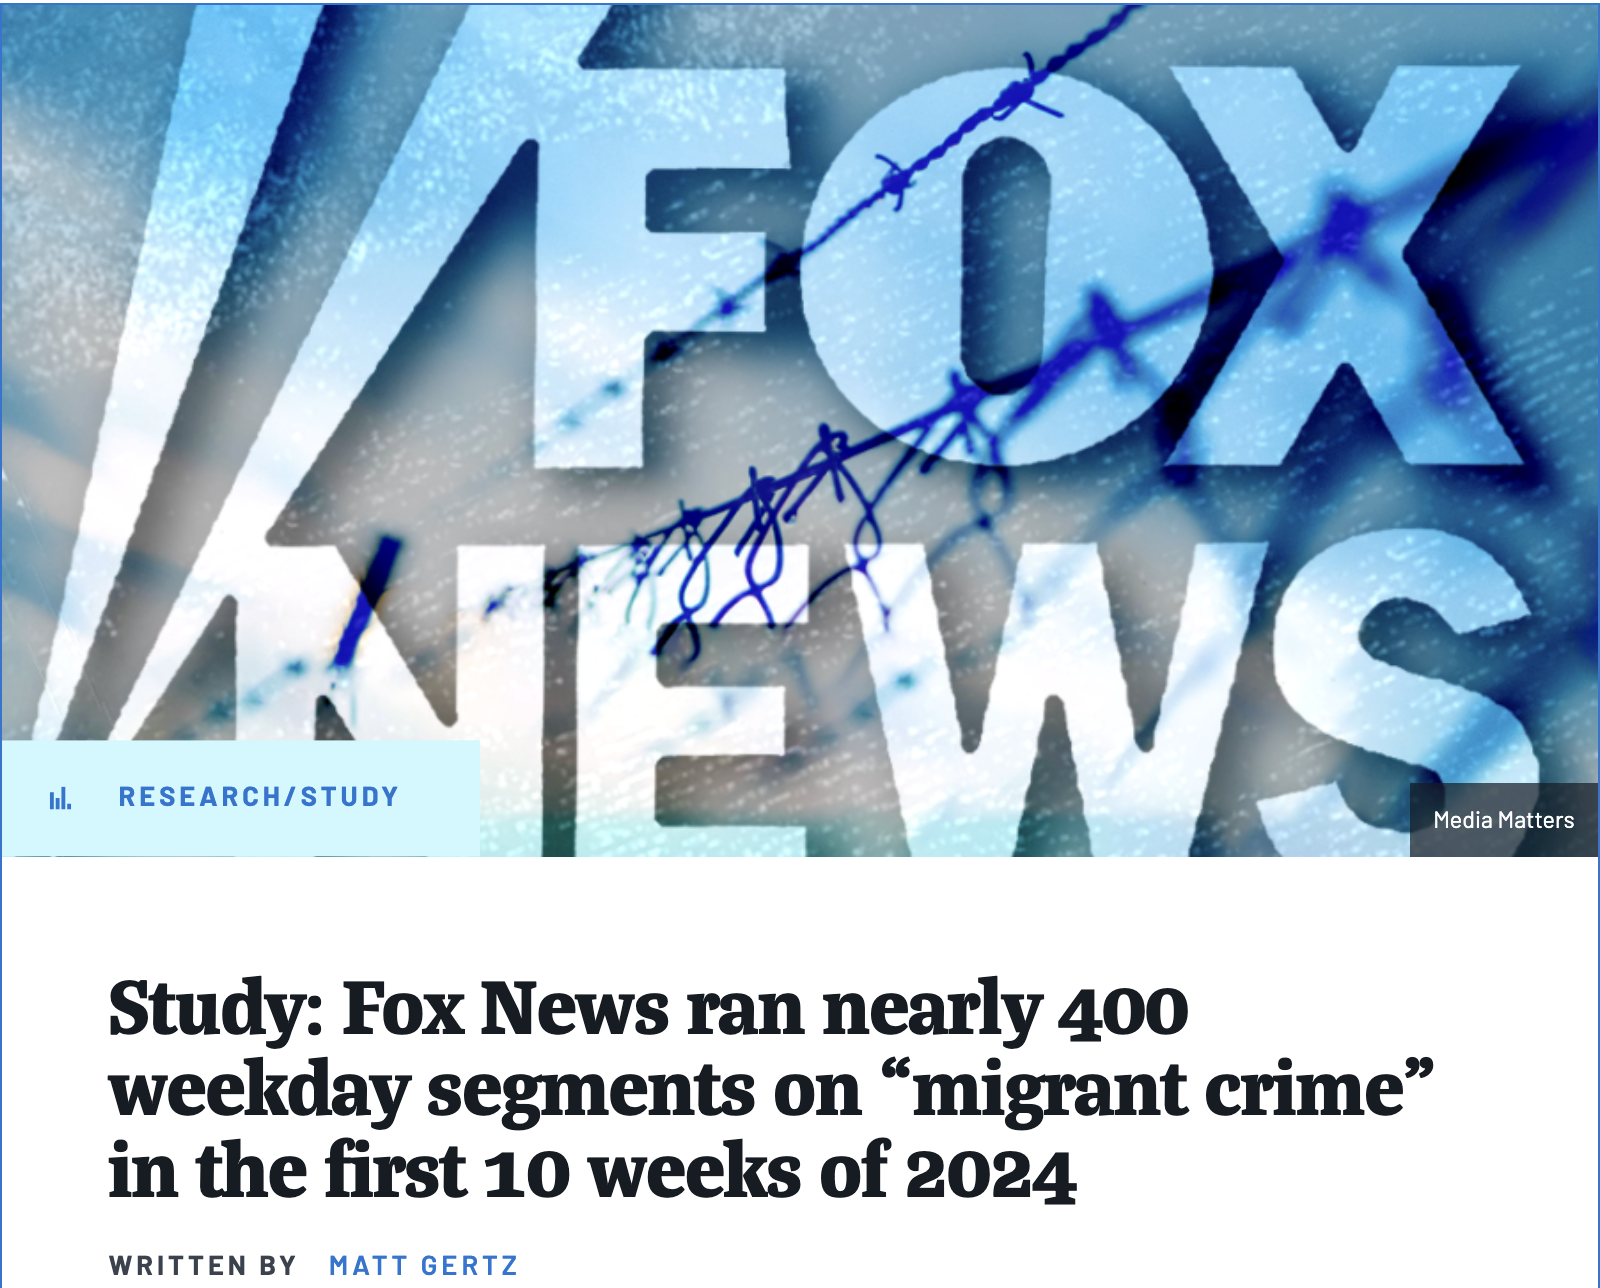 FOX
NEWS
RESEARCH/STUDY
Media Matters
Study: Fox News ran nearly 400
weekday segments on “migrant crime”
in the first 10 weeks of 2024
WRITTEN BY MATT GERTZ